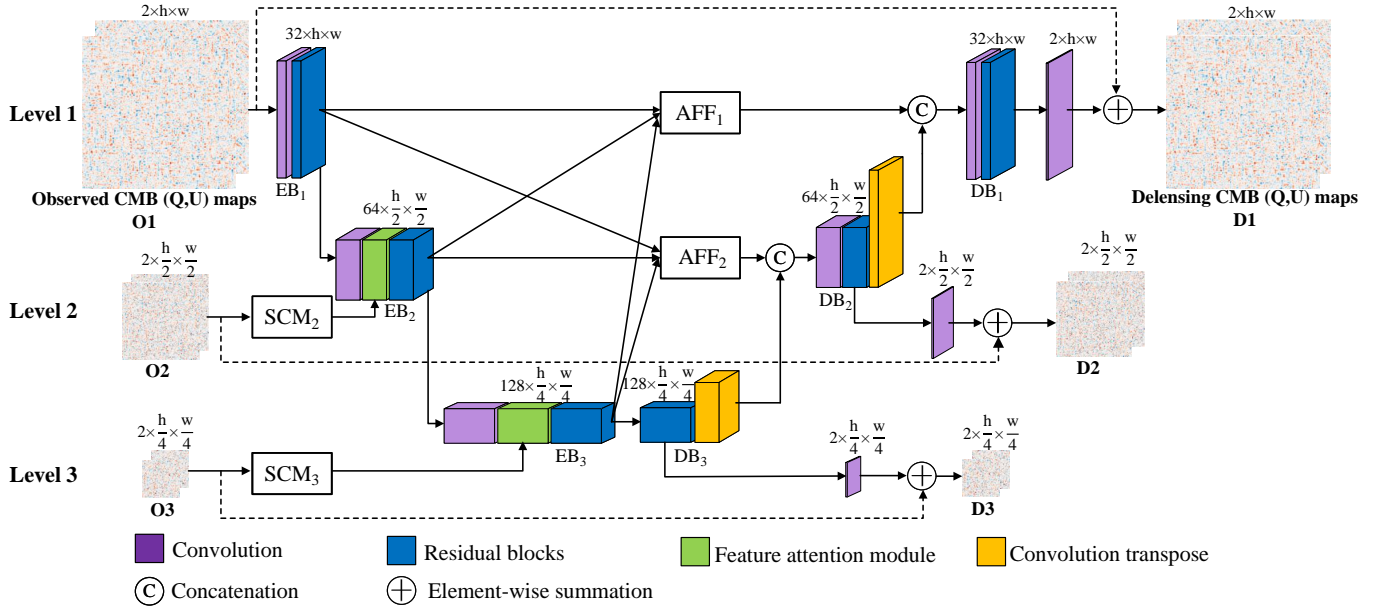 2×h×w
32×h×w
Level 1
Observed CMB (Q,U) maps
O1
EB₁
AFF₁
C
32×h×w
2×h×w
DB₁
2×h×w
Delensing CMB (Q,U) maps
D1
64×h/2×w/2
EB₂
AFF₂
C
64×h/2×w/2
DB₂
2×h/2×w/2
2×h/2×w/2
D2
Level 2
2×h/2×w/2
O2
SCM₂
128×h/4×w/4
EB₃
128×h/4×w/4
DB₃
Level 3
2×h/4×w/4
O3
SCM₃
2×h/4×w/4
2×h/4×w/4
D3
Convolution
Residual blocks
Feature attention module
Convolution transpose
C Concatenation
Element-wise summation